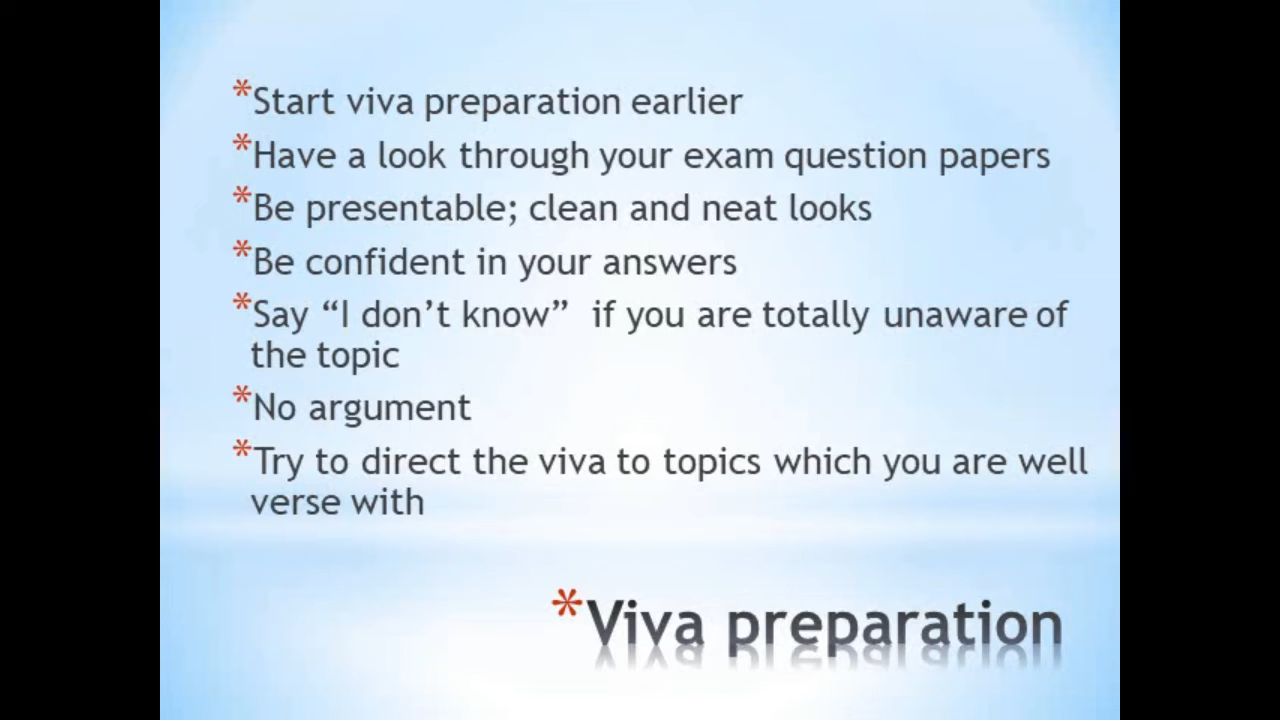 *Start viva preparation earlier
*Have a look through your exam question papers
*Be presentable; clean and neat looks
*Be confident in your answers
*Say “I don’t know”  if you are totally unaware of
the topic
*No argument
*Try to direct the viva to topics which you are well
verse with
*Viva preparation